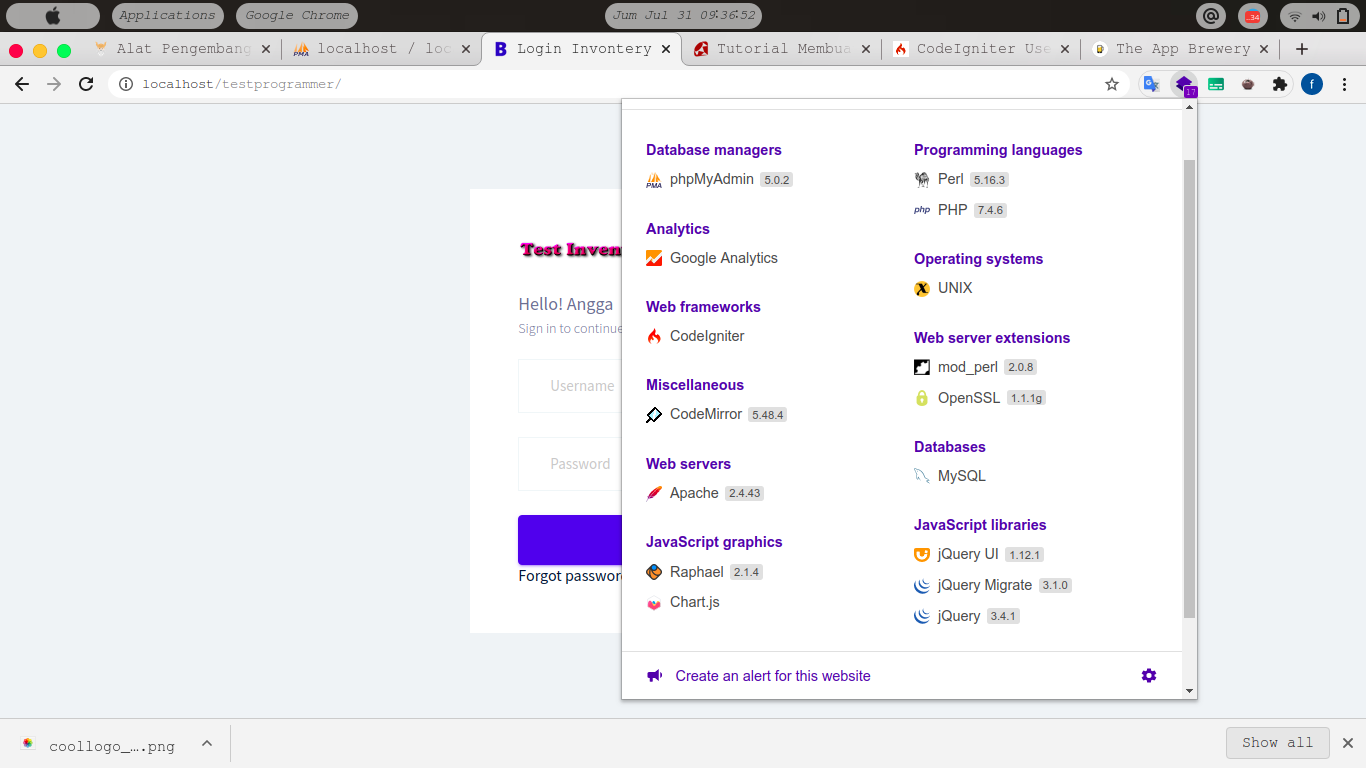 Applications
Google Chrome
Jum Jul 31 09:36:52
34
Alat Pengembang
localhost / loc
Login Invontery
Tutorial Membua
CodeIgniter Use
The App Brewery
localhost/testprogrammer/
17
f
Test Inven
Hello! Angga
Sign in to continue
Username
Password
Forgot passwor
Database managers
PMA phpMyAdmin 5.0.2
Analytics
Google Analytics
Web frameworks
CodeIgniter
Miscellaneous
CodeMirror 5.48.4
Web servers
Apache 2.4.43
JavaScript graphics
Raphael 2.1.4
Chart.js
Programming languages
Perl 5.16.3
php PHP 7.4.6
Operating systems
UNIX
Web server extensions
mod_perl 2.0.8
OpenSSL 1.1.1g
Databases
MySQL
JavaScript libraries
jQuery UI 1.12.1
jQuery Migrate 3.1.0
jQuery 3.4.1
Create an alert for this website
coollogo_….png
Show all